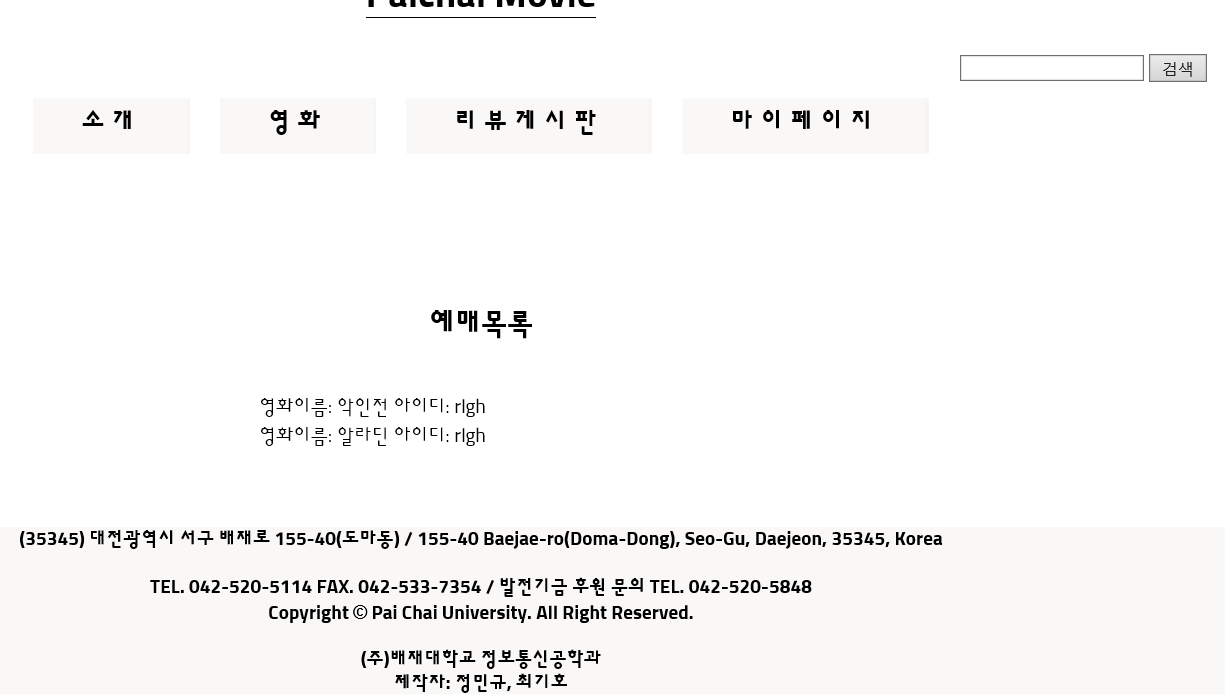 Paichai Movie
검색
소개 영화 리뷰게시판 마이페이지
예매목록
영화이름: 악인전 아이디: rlgh
영화이름: 알라딘 아이디: rlgh
(35345) 대전광역시 서구 배재로 155-40(도마동) / 155-40 Baejae-ro(Doma-Dong), Seo-Gu, Daejeon, 35345, Korea
TEL. 042-520-5114 FAX. 042-533-7354 / 발전기금 후원 문의 TEL. 042-520-5848
Copyright © Pai Chai University. All Right Reserved.
(주)배재대학교 정보통신공학과
제작자: 정민규, 최기호